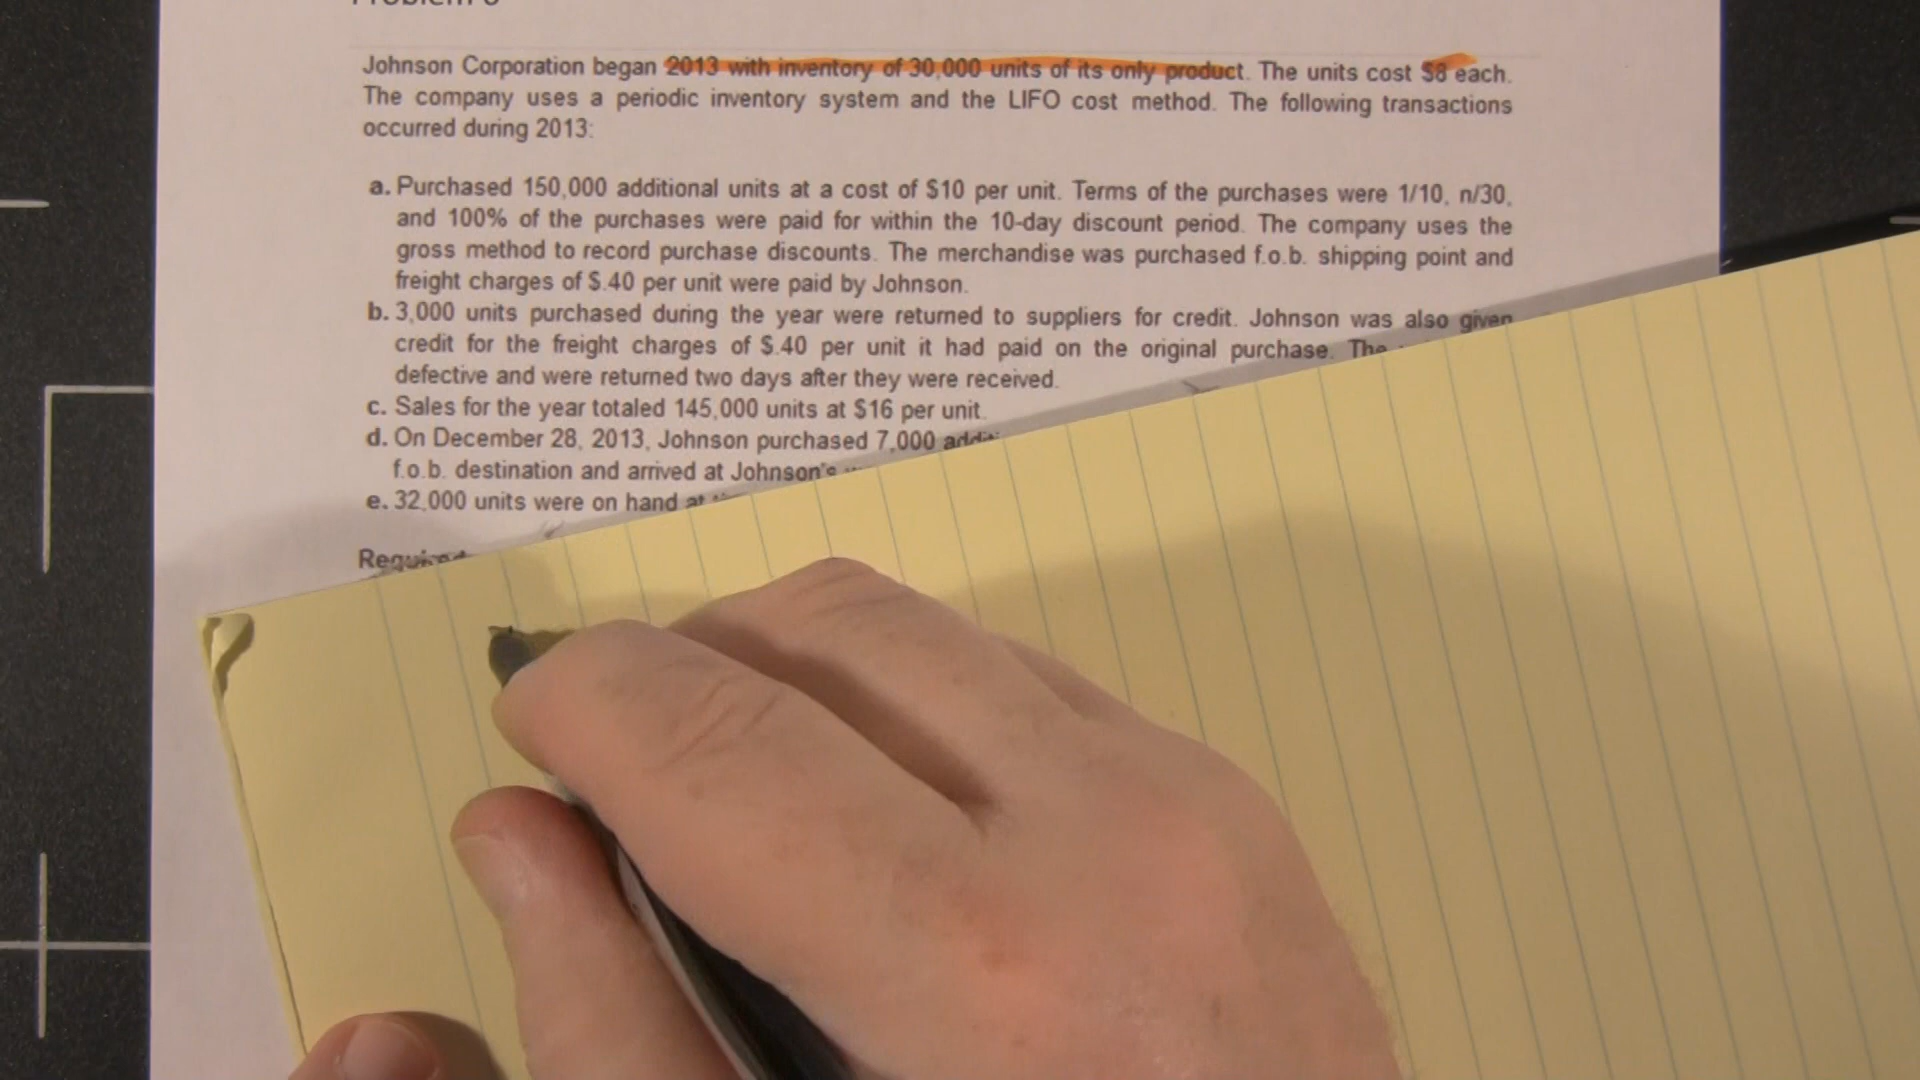 Johnson Corporation began 2013 with inventory of 30,000 units of its only product. The units cost $8 each.
The company uses a periodic inventory system and the LIFO cost method. The following transactions
occurred during 2013:
a. Purchased 150,000 additional units at a cost of $10 per unit. Terms of the purchases were 1/10, n/30,
and 100% of the purchases were paid for within the 10-day discount period. The company uses the
gross method to record purchase discounts. The merchandise was purchased f.o.b. shipping point and
freight charges of $.40 per unit were paid by Johnson.
b. 3,000 units purchased during the year were returned to suppliers for credit. Johnson was also given
credit for the freight charges of $.40 per unit it had paid on the original purchase. The
defective and were returned two days after they were received.
c. Sales for the year totaled 145,000 units at $16 per unit.
d. On December 28, 2013, Johnson purchased 7,000
f.o.b. destination and arrived at Johnson's
e. 32,000 units were on hand at